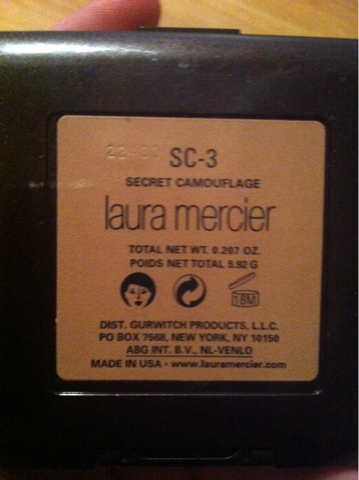 SC-3
SECRET CAMOUFLAGE
laura mercier
TOTAL NET WT. 0.207 OZ.
POIDS NET TOTAL 5.92 G
18M
DIST. GURWITCH PRODUCTS, L.L.C.
PO BOX 7568, NEW YORK, NY 10150
ABG INT. B.V., NL-VENLO
MADE IN USA - www.lauramercier.com